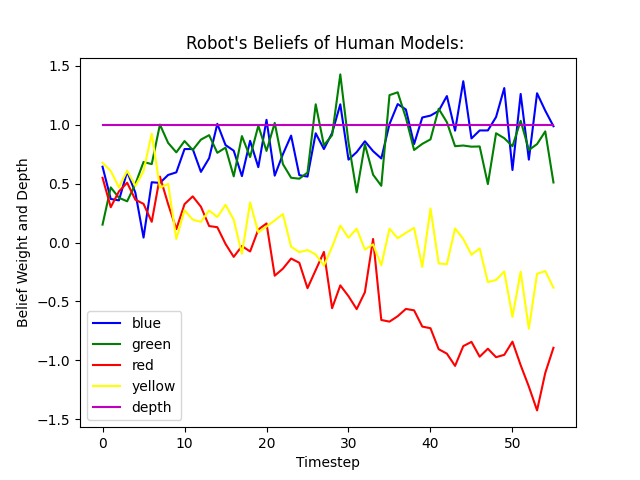 Robot's Beliefs of Human Models:
Belief Weight and Depth
1.5
1.0
0.5
0.0
−0.5
−1.0
−1.5
blue
green
red
yellow
depth
0 10 20 30 40 50
Timestep